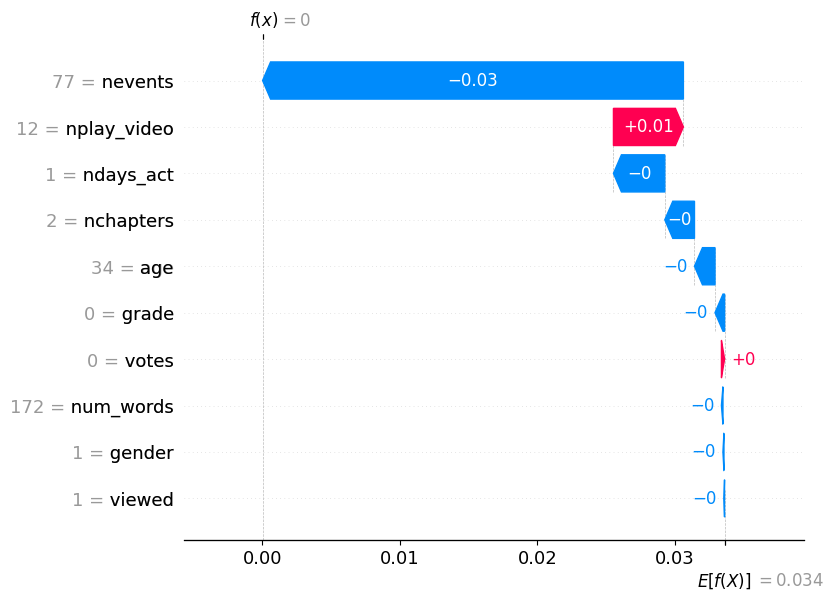 f(x) = 0
77 = nevents
−0.03
12 = nplay_video
+0.01
1 = ndays_act
−0
2 = nchapters
−0
34 = age
−0
0 = grade
−0
0 = votes
+0
172 = num_words
−0
1 = gender
−0
1 = viewed
−0
0.00 0.01 0.02 0.03
E[f(X)] = 0.034